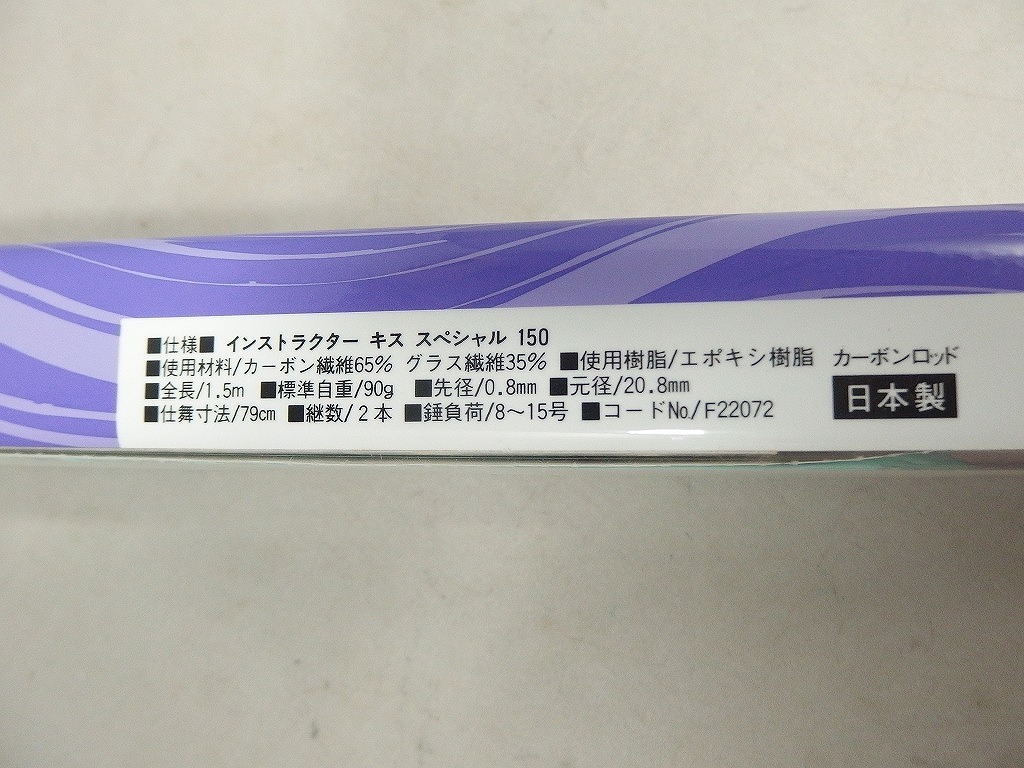 ■仕様■ インストラクター キス スペシャル 150
■使用材料/カーボン繊維65% グラス繊維35% ■使用樹脂/エポキシ樹脂 カーボンロッド
■全長/1.5m ■標準自重/90g ■先径/0.8mm ■元径/20.8mm
■仕舞寸法/79cm ■継数/2本 ■錘負荷/8～15号 ■コードNo./F22072
日本製